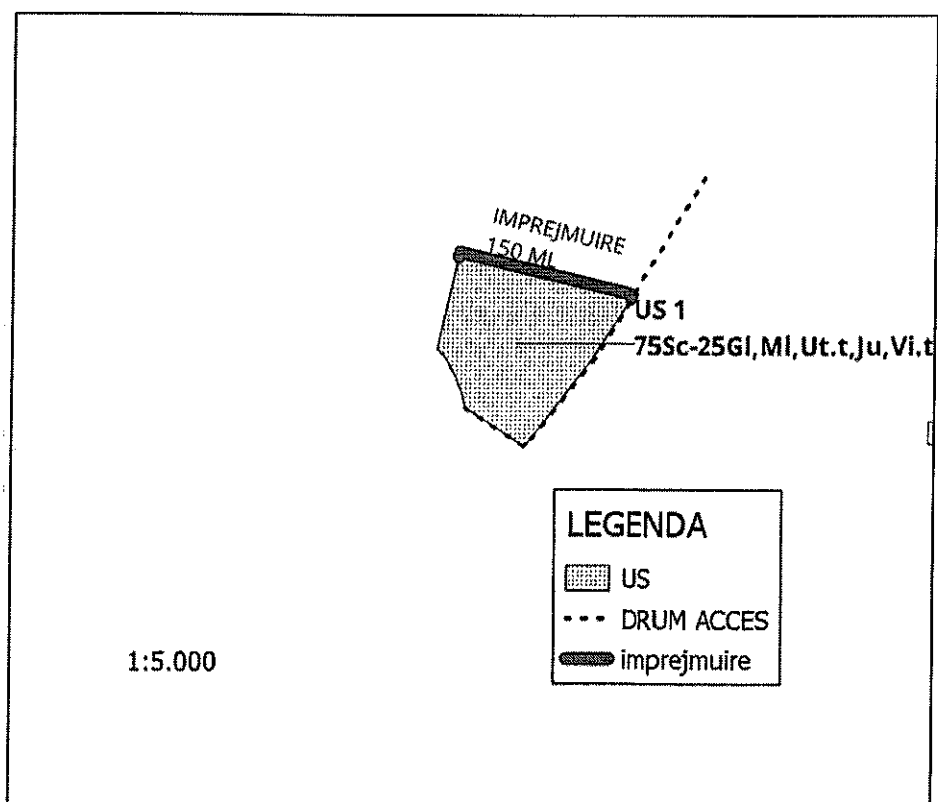 IMPREJMUIRE
150 ML
US 1
75Sc-25Gl,Ml,Ut.t,Ju,Vi.t
LEGENDA
US
DRUM ACCES
imprejmuire
1:5.000